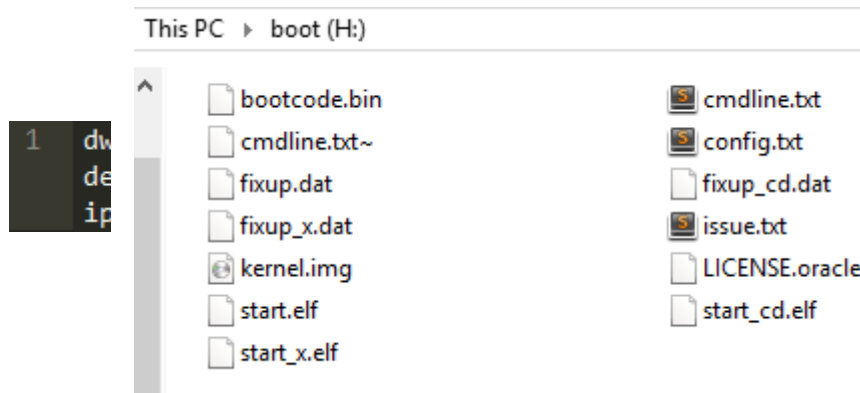 This PC boot (H:)
1 dw
de
ip
bootcode.bin
cmdline.txt~
fixup.dat
fixup_x.dat
kernel.img
start.elf
start_x.elf
cmdline.txt
config.txt
fixup_cd.dat
issue.txt
LICENSE.oracle
start_cd.elf